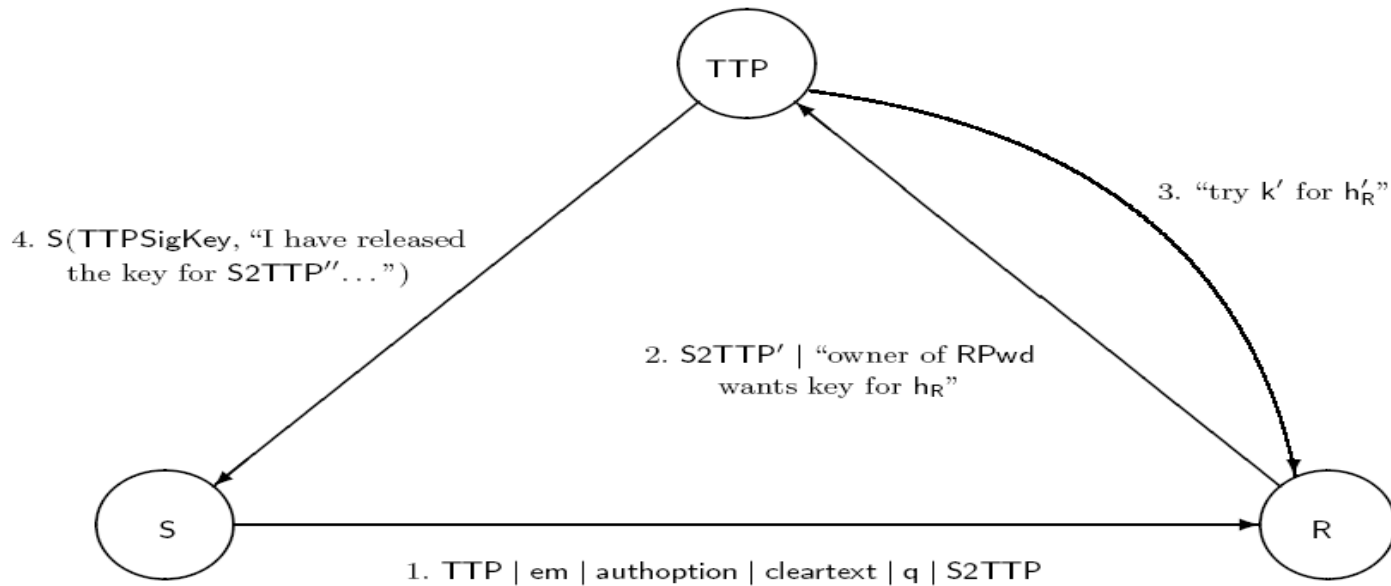 TTP
3. “try k′ for h′R”
4. S(TTPSigKey, “I have released
the key for S2TTP′′...”)
2. S2TTP′ | “owner of RPwd
wants key for hR”
S
R
1. TTP | em | authoption | cleartext | q | S2TTP